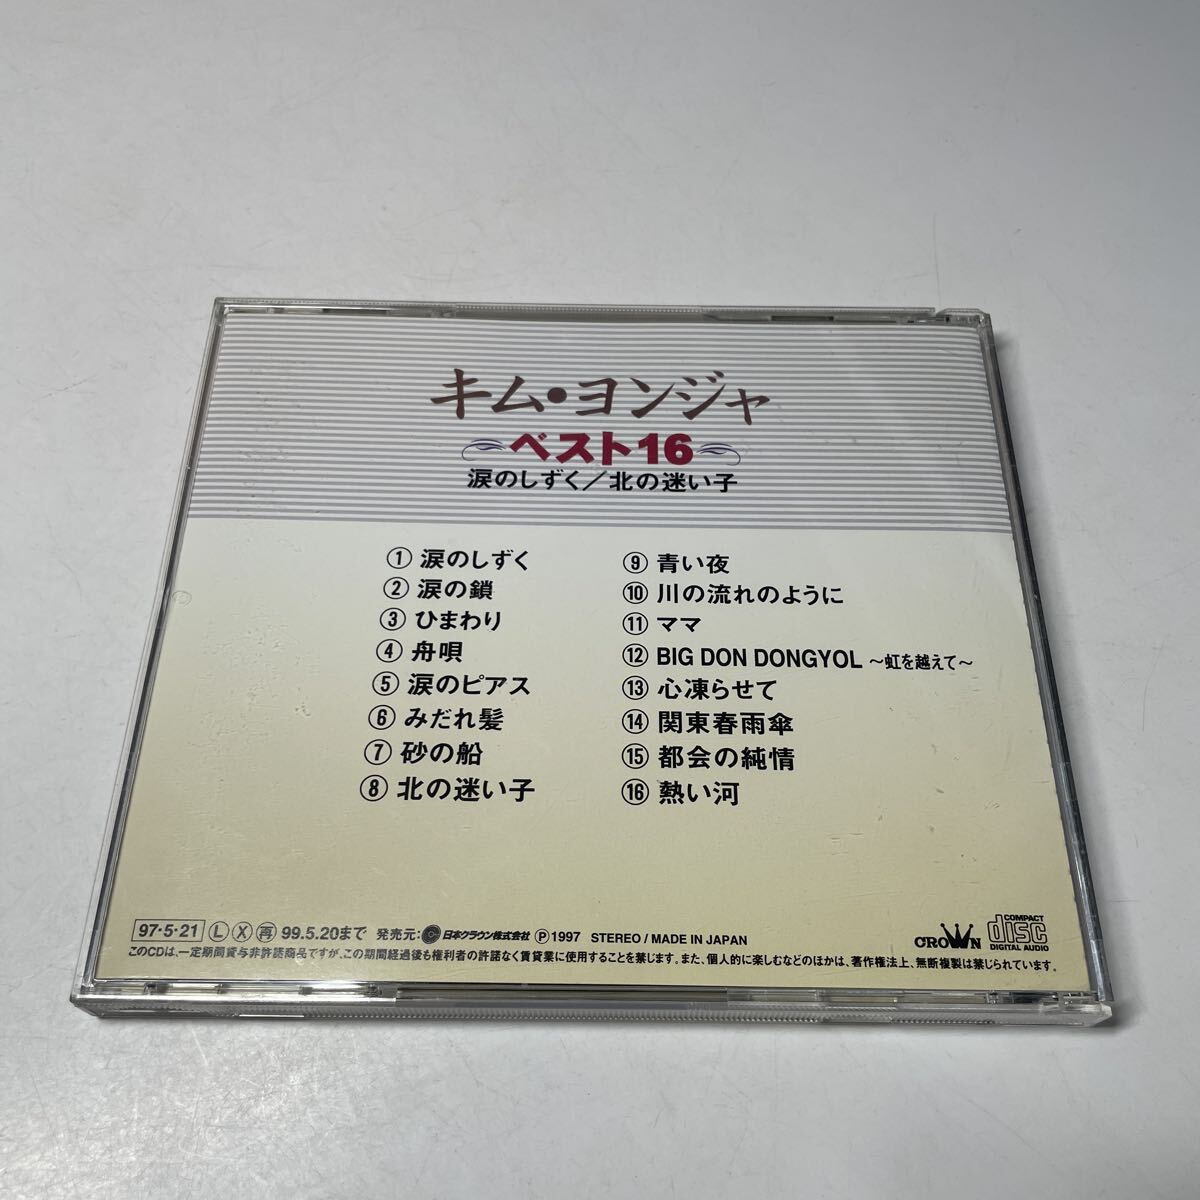 キム・ヨンジャ
ベスト16
涙のしずく／北の迷い子
① 涙のしずく
② 涙の鎖
③ ひまわり
④ 舟唄
⑤ 涙のピアス
⑥ みだれ髪
⑦ 砂の船
⑧ 北の迷い子
⑨ 青い夜
⑩ 川の流れのように
⑪ ママ
⑫ BIG DON DONGYOL ～虹を越えて～
⑬ 心凍らせて
⑭ 関東春雨傘
⑮ 都会の純情
⑯ 熱い河
97・5・21 Ⓛ Ⓧ 再 99.5.20まで 発売元: 日本クラウン株式会社 Ⓟ 1997 STEREO / MADE IN JAPAN
CROWN
COMPACT
disc
DIGITAL AUDIO
このCDは、一定期間貸与非許諾商品ですが、この期間経過後も権利者の許諾なく賃貸業に使用することを禁じます。また、個人的に楽しむなどのほかは、著作権法上、無断複製は禁じられています。